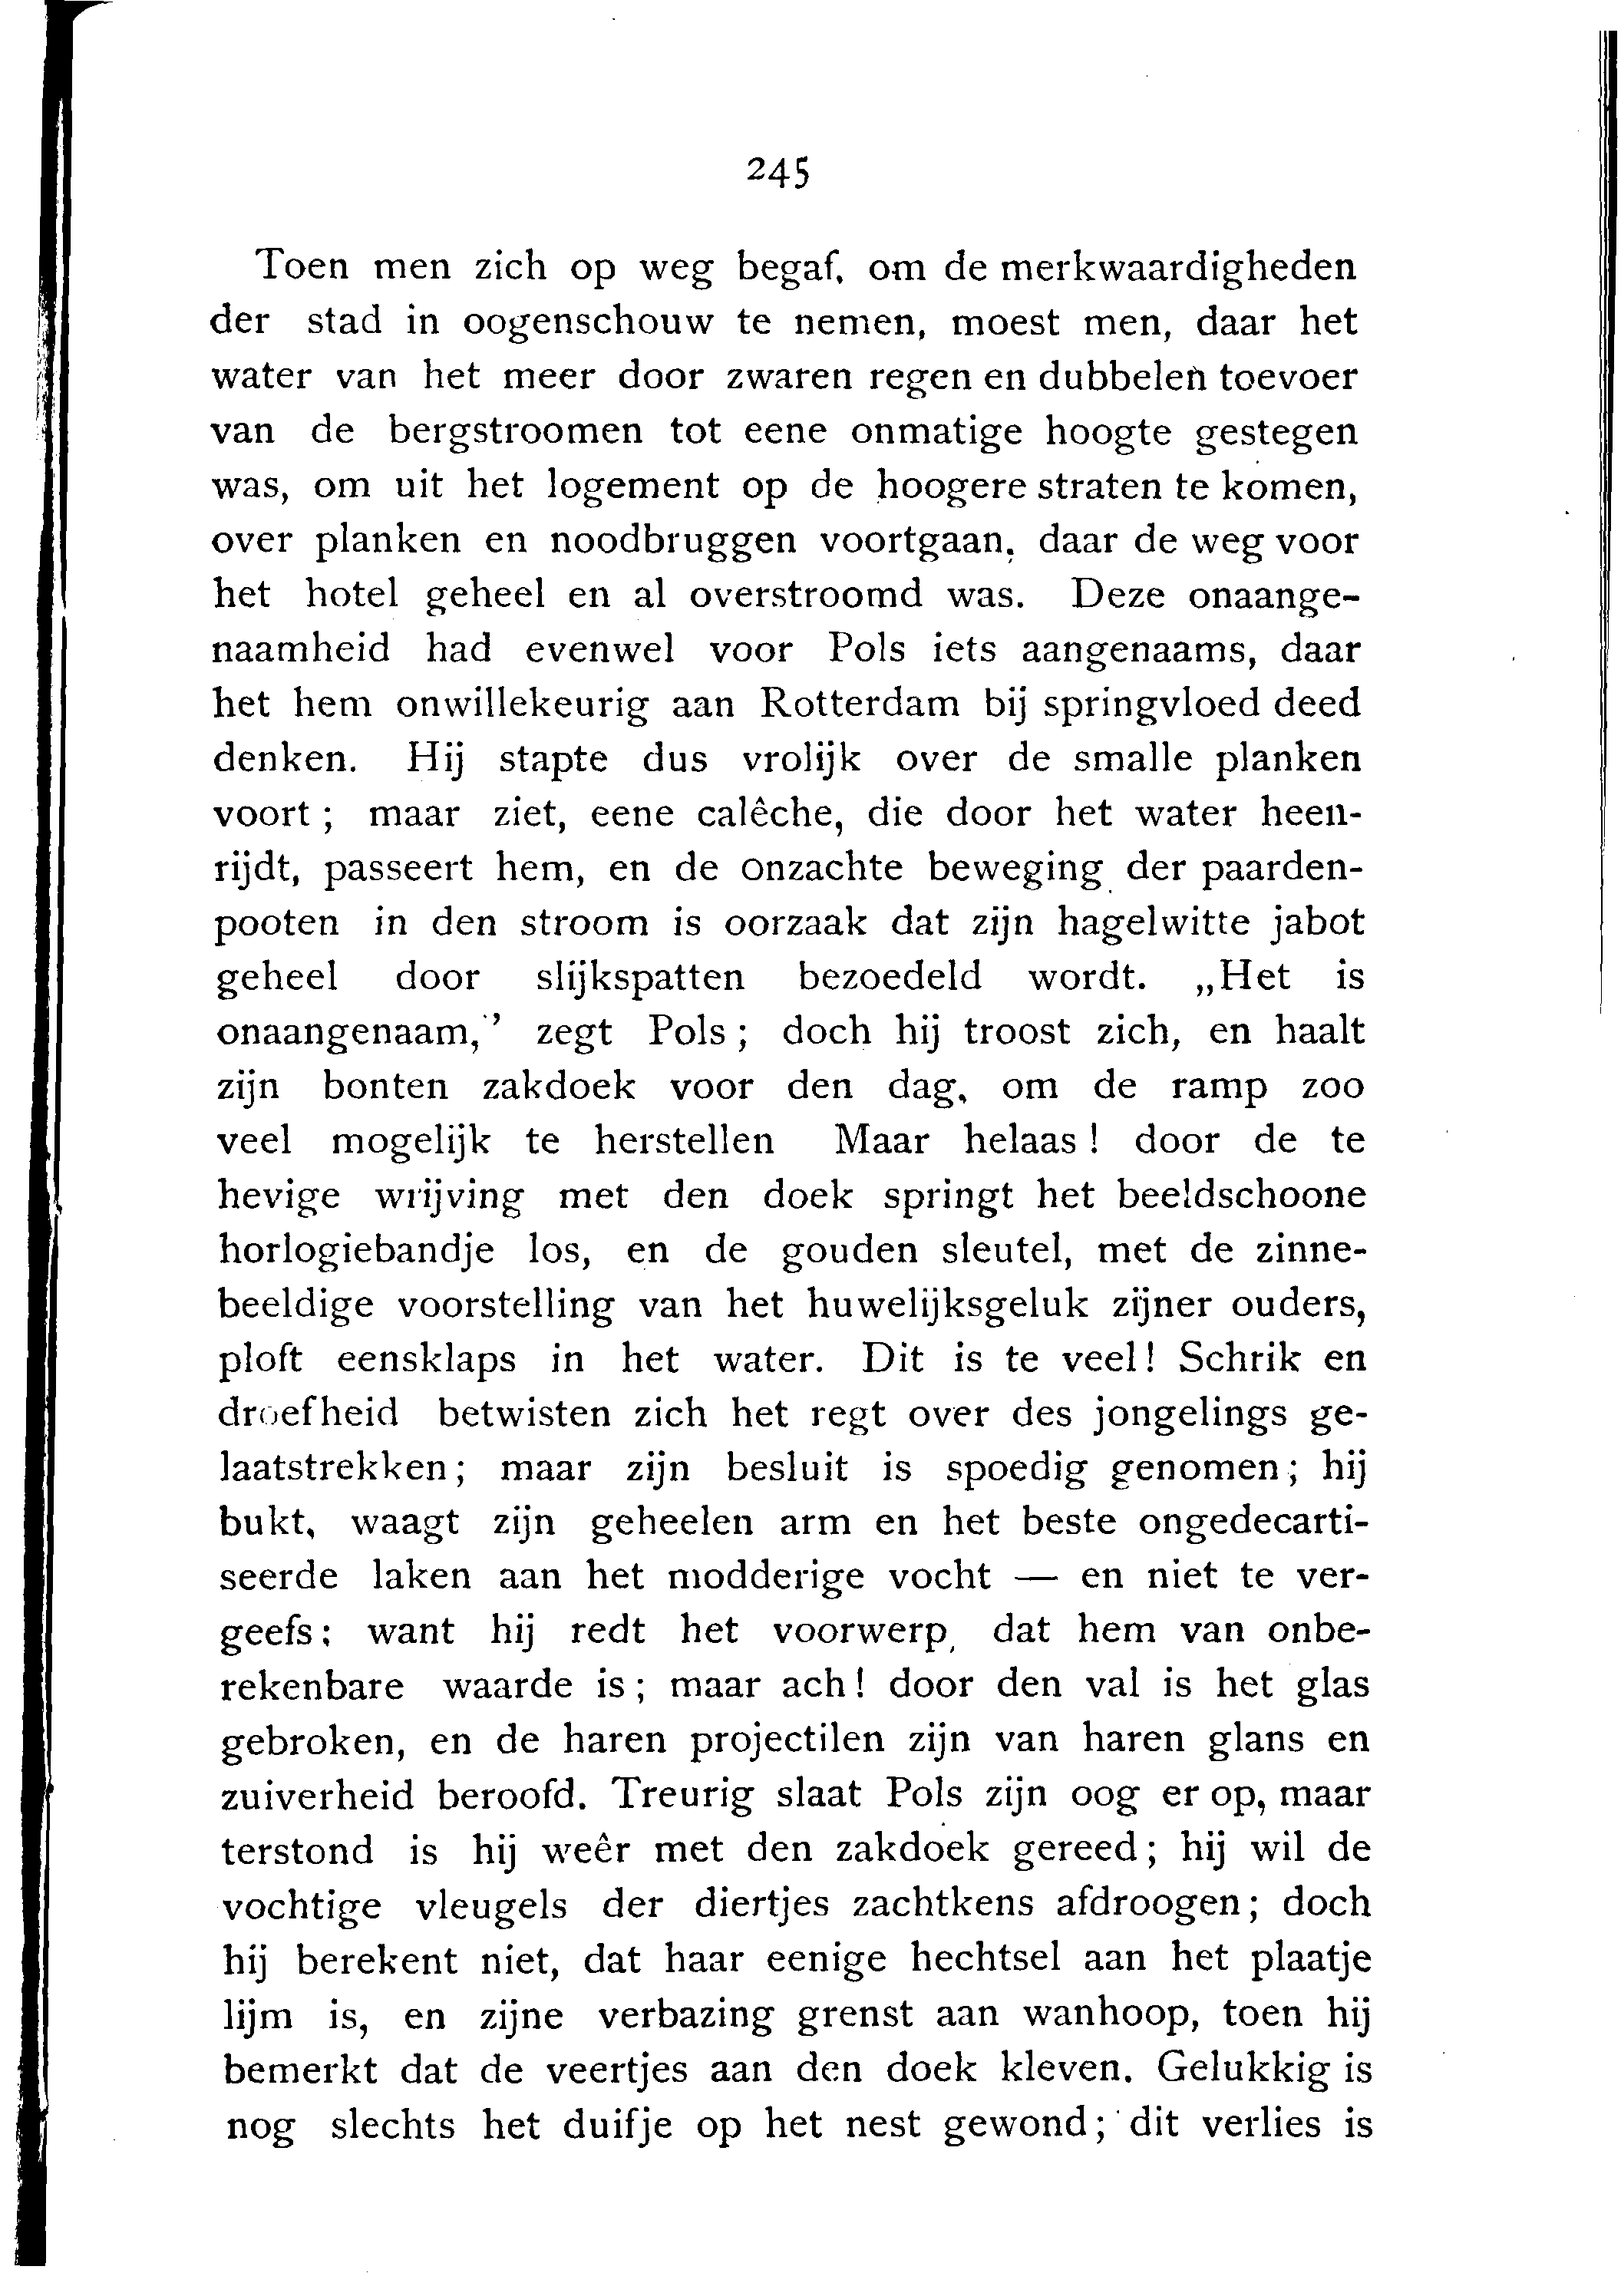 245
Toen men zich op weg begaf, om de merkwaardigheden
der stad in oogenschouw te nemen, moest men, daar het
water van het meer door zwaren regen en dubbelen toevoer
van de bergstroomen tot eene onmatige hoogte gestegen
was, om uit het logement op de hoogere straten te komen,
over planken en noodbruggen voortgaan, daar de weg voor
het hotel geheel en al overstroomd was. Deze onaange-
naamheid had evenwel voor Pols iets aangenaams, daar
het hem onwillekeurig aan Rotterdam bij springvloed deed
denken. Hij stapte dus vrolijk over de smalle planken
voort; maar ziet, eene calêche, die door het water heen-
rijdt, passeert hem, en de onzachte beweging der paarden-
pooten in den stroom is oorzaak dat zijn hagelwitte jabot
geheel door slijkspatten bezoedeld wordt. „Het is
onaangenaam,” zegt Pols; doch hij troost zich, en haalt
zijn bonten zakdoek voor den dag, om de ramp zoo
veel mogelijk te herstellen Maar helaas! door de te
hevige wrijving met den doek springt het beeldschoone
horlogiebandje los, en de gouden sleutel, met de zinne-
beeldige voorstelling van het huwelijksgeluk zijner ouders,
ploft eensklaps in het water. Dit is te veel! Schrik en
droefheid betwisten zich het regt over des jongelings ge-
laatstrekken; maar zijn besluit is spoedig genomen; hij
bukt, waagt zijn geheelen arm en het beste ongedecarti-
seerde laken aan het modderige vocht — en niet te ver-
geefs; want hij redt het voorwerp, dat hem van onbe-
rekenbare waarde is; maar ach! door den val is het glas
gebroken, en de haren projectilen zijn van haren glans en
zuiverheid beroofd. Treurig slaat Pols zijn oog er op, maar
terstond is hij weêr met den zakdoek gereed; hij wil de
vochtige vleugels der diertjes zachtkens afdroogen; doch
hij berekent niet, dat haar eenige hechtsel aan het plaatje
lijm is, en zijne verbazing grenst aan wanhoop, toen hij
bemerkt dat de veertjes aan den doek kleven. Gelukkig is
nog slechts het duifje op het nest gewond; dit verlies is